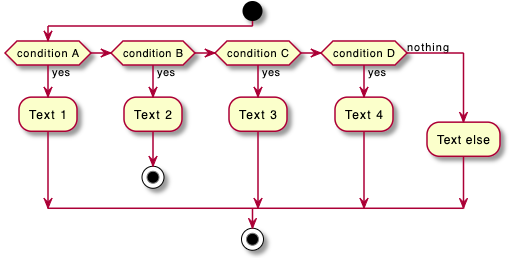 condition A
condition B
condition C
condition D
nothing
yes
yes
yes
yes
Text 1
Text 2
Text 3
Text 4
Text else